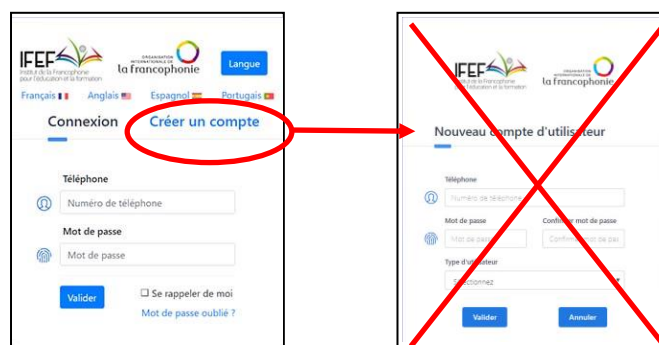 IFEF
Institut de la Francophonie
pour l'éducation et la formation
ORGANISATION
INTERNATIONALE DE
la francophonie
Langue
Français Anglais Espagnol Portugais
Connexion Créer un compte
Téléphone
Numéro de téléphone
Mot de passe
Mot de passe
Valider
Se rappeler de moi
Mot de passe oublié ?
IFEF
Institut de la Francophonie
pour l'éducation et la formation
ORGANISATION
INTERNATIONALE DE
la francophonie
Nouveau compte d'utilisateur
Téléphone
Numéro de téléphone
Mot de passe Confirmer mot de passe
Mot de passe Confirmer mot de pas
Type d'utilisateur
Sélectionnez
Valider Annuler